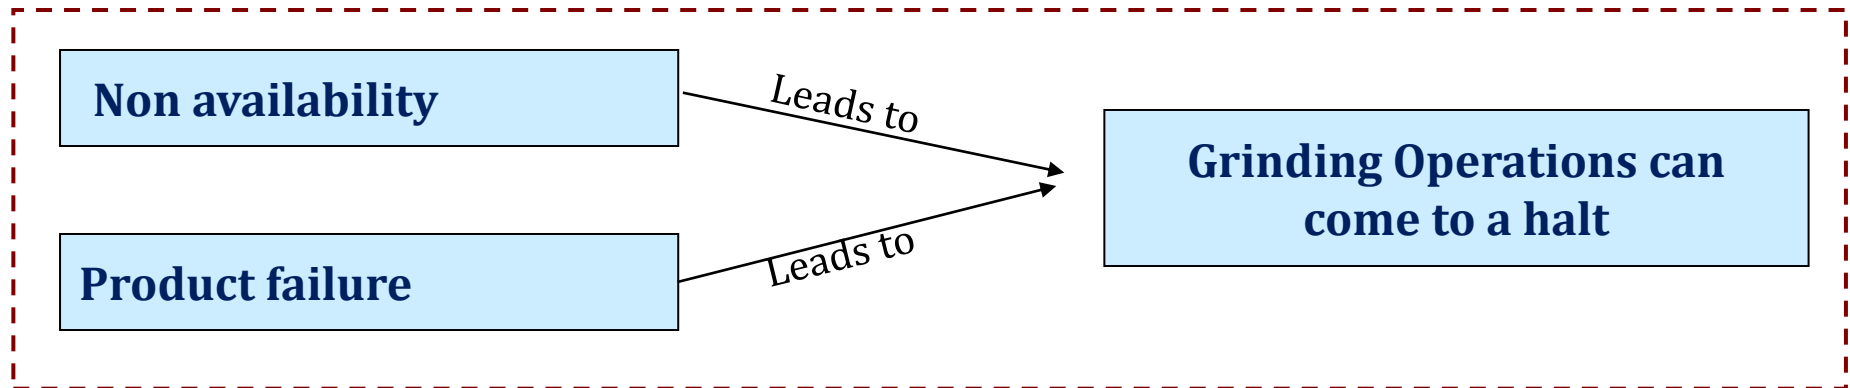 Non availability
Leads to
Grinding Operations can
come to a halt
Product failure
Leads to